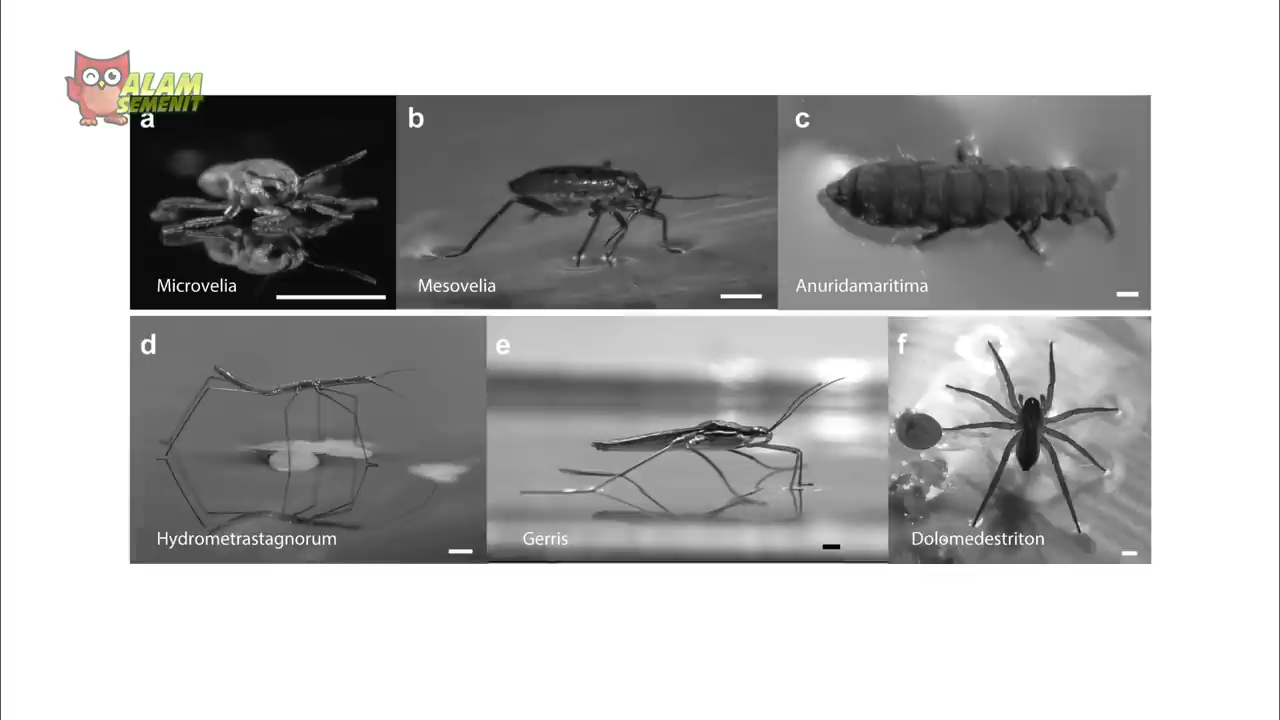 ALAM
SEMENIT
a
b
c
Microvelia
Mesovelia
Anuridamaritima
d
e
f
Hydrometrastagnorum
Gerris
Dolomedestriton